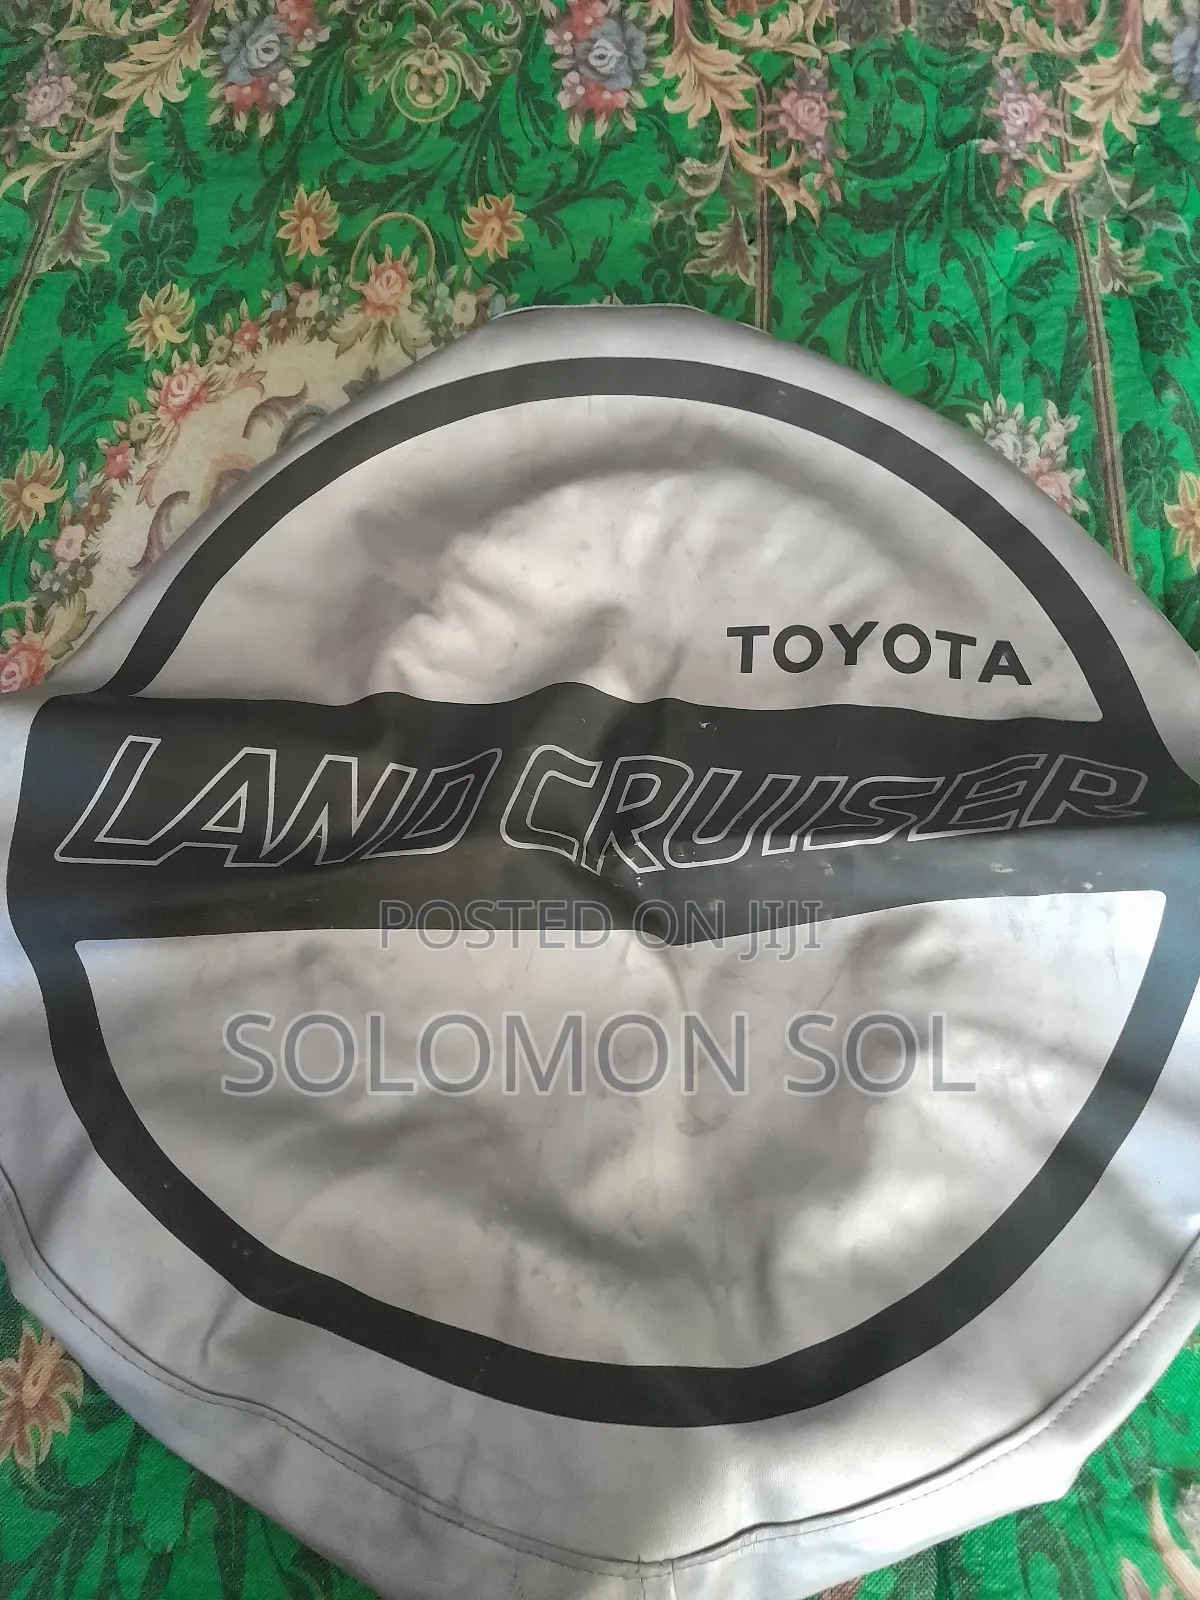 TOYOTA
LAND CRUISER
POSTED ON JIJI
SOLOMON SOL